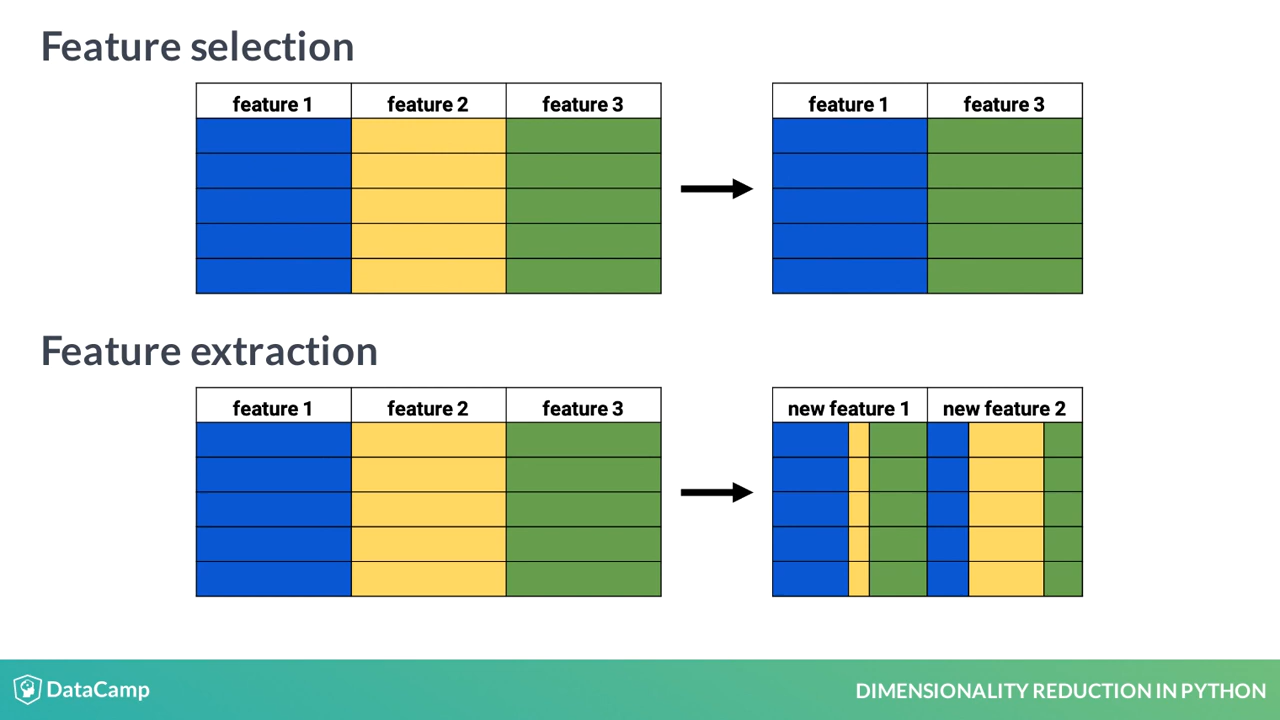 Feature selection
feature 1 feature 2 feature 3 feature 1 feature 3
Feature extraction
feature 1 feature 2 feature 3 new feature 1 new feature 2
DataCamp DIMENSIONALITY REDUCTION IN PYTHON